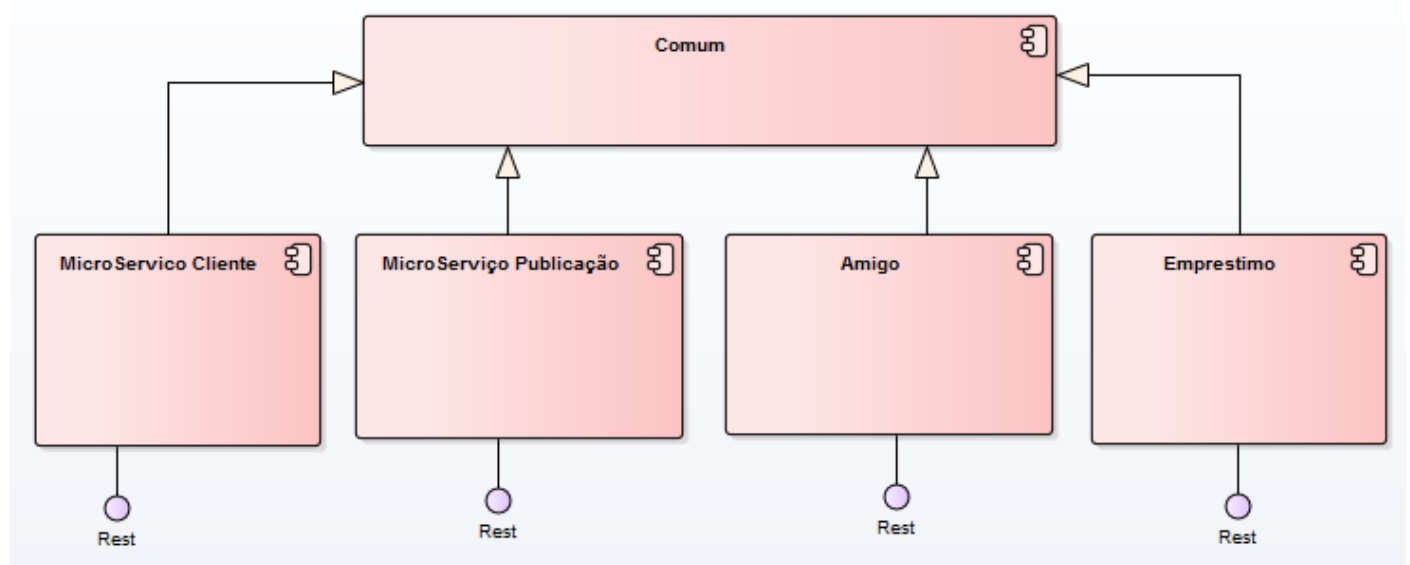 Comum
MicroServico Cliente
MicroServiço Publicação
Amigo
Emprestimo
Rest
Rest
Rest
Rest